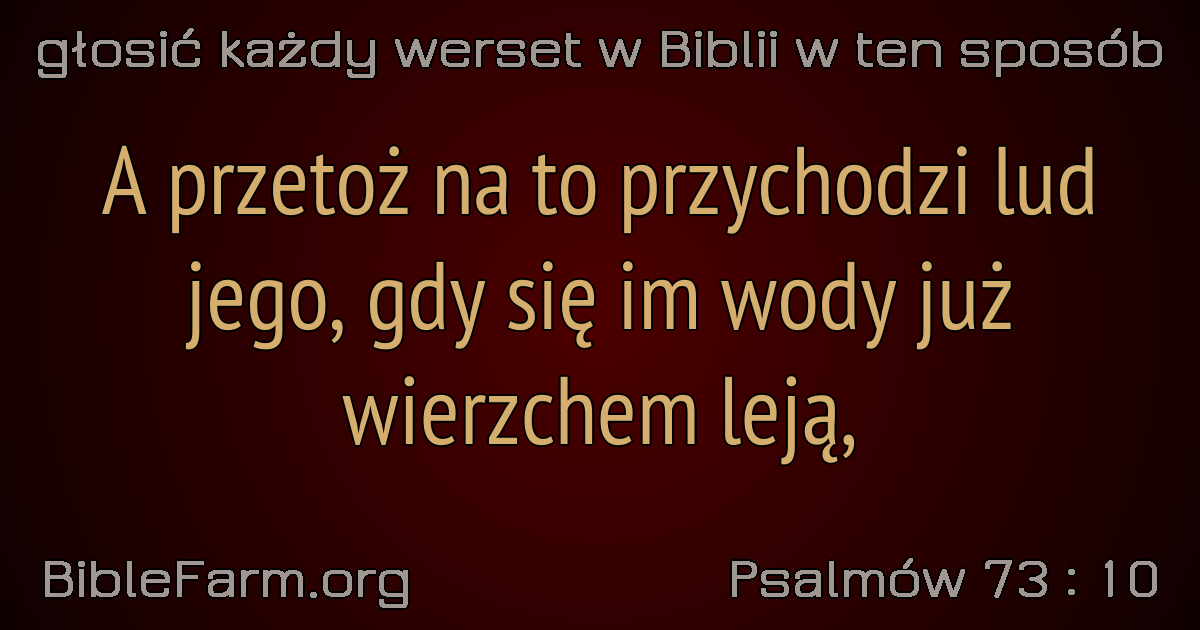 głosić każdy werset w Biblii w ten sposób
A przetoż na to przychodzi lud
jego, gdy się im wody już
wierzchem leją,
BibleFarm.org
Psalmów 73 : 10